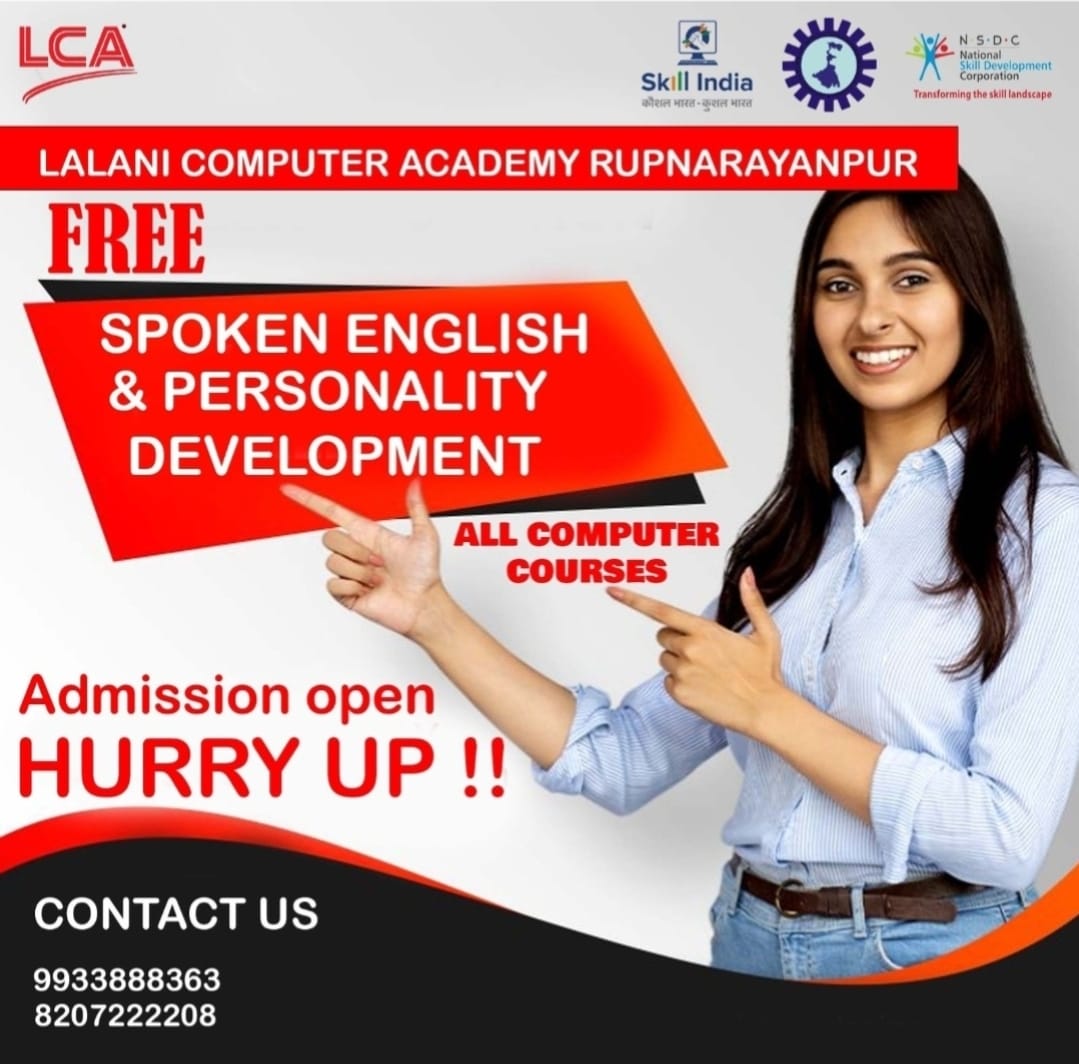 LCA
Skill India
कौशल भारत - कुशल भारत
N·S·D·C
National
Skill Development
Corporation
Transforming the skill landscape
LALANI COMPUTER ACADEMY RUPNARAYANPUR
FREE
SPOKEN ENGLISH
& PERSONALITY
DEVELOPMENT
ALL COMPUTER
COURSES
Admission open
HURRY UP !!
CONTACT US
9933888363
8207222208